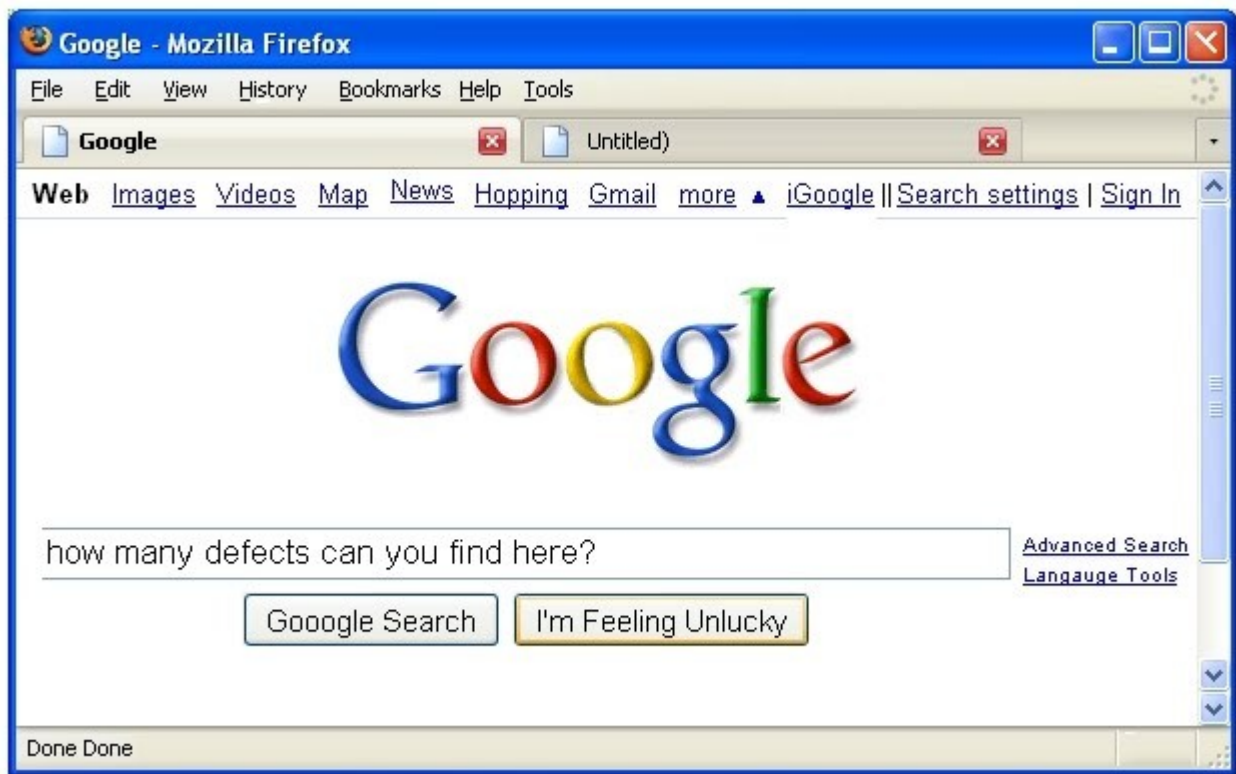 Google - Mozilla Firefox
File Edit View History Bookmarks Help Tools
Google Untitled)
Web Images Videos Map News Hopping Gmail more ▲ iGoogle || Search settings | Sign In
Google
how many defects can you find here?
Advanced Search
Langauge Tools
Gooogle Search I'm Feeling Unlucky
Done Done